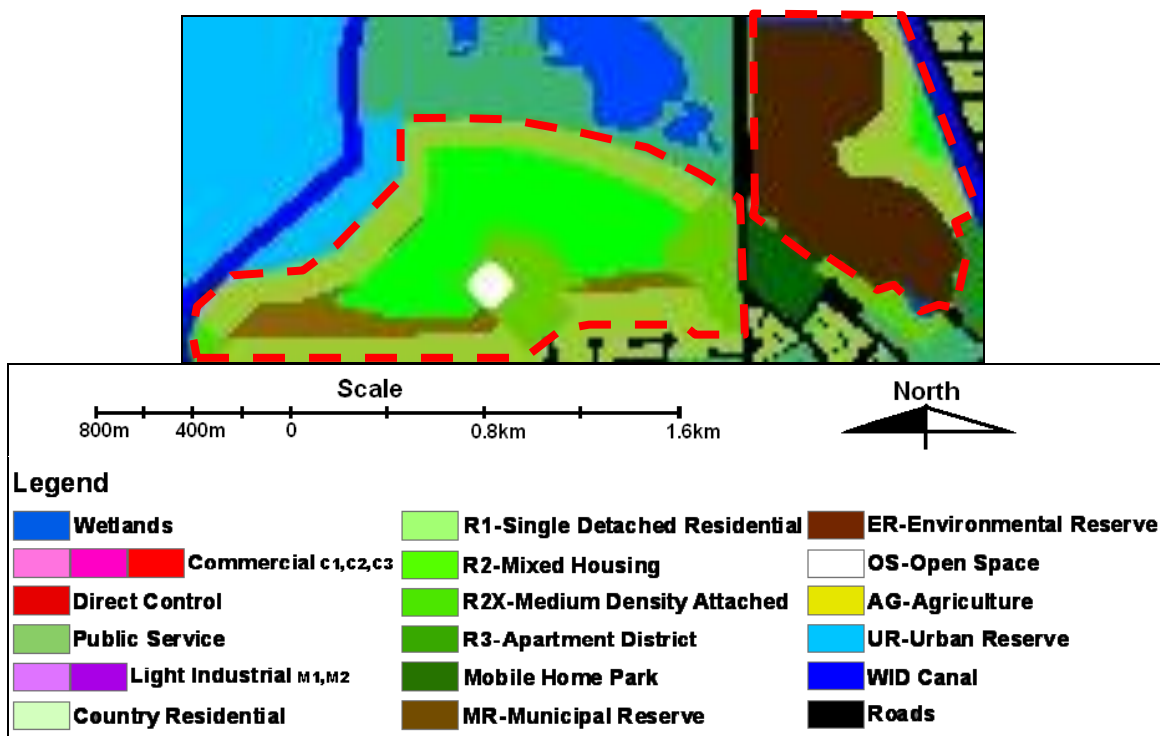 Scale
North
800m 400m 0 0.8km 1.6km
Legend
Wetlands
Commercial C1,C2,C3
Direct Control
Public Service
Light Industrial M1,M2
Country Residential
R1-Single Detached Residential
R2-Mixed Housing
R2X-Medium Density Attached
R3-Apartment District
Mobile Home Park
MR-Municipal Reserve
ER-Environmental Reserve
OS-Open Space
AG-Agriculture
UR-Urban Reserve
WID Canal
Roads